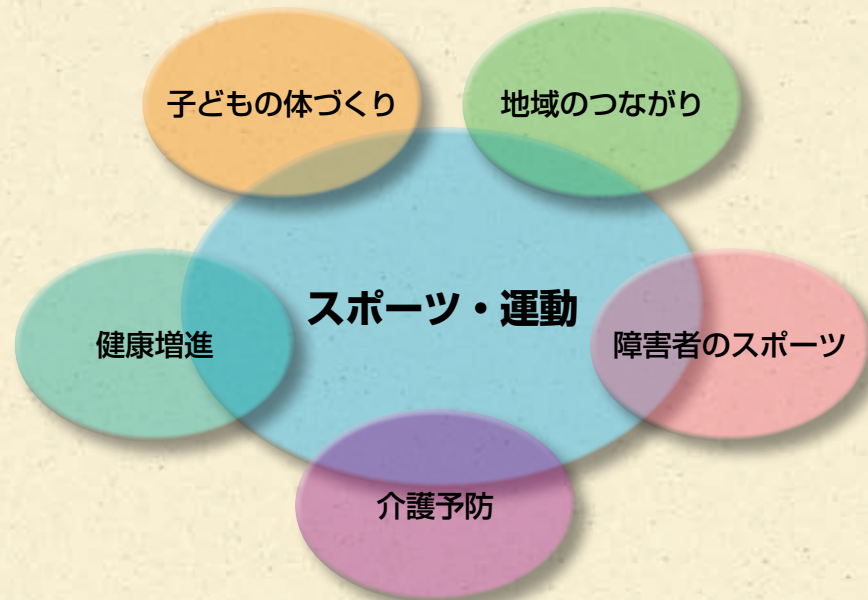 子どもの体づくり
地域のつながり
スポーツ・運動
健康増進
障害者のスポーツ
介護予防